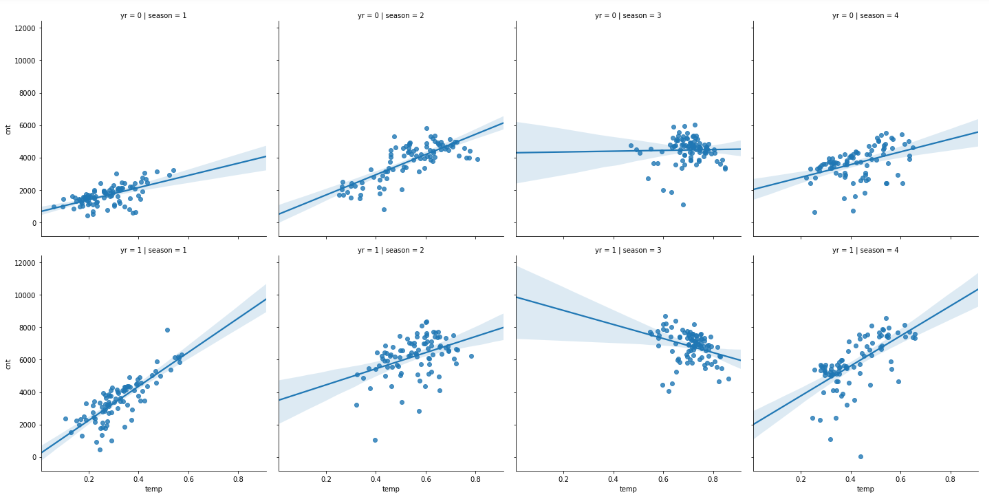 yr = 0 | season = 1
yr = 0 | season = 2
yr = 0 | season = 3
yr = 0 | season = 4
12000
10000
8000
6000
4000
2000
0
cnt
yr = 1 | season = 1
yr = 1 | season = 2
yr = 1 | season = 3
yr = 1 | season = 4
12000
10000
8000
6000
4000
2000
0
cnt
0.2 0.4 0.6 0.8
0.2 0.4 0.6 0.8
0.2 0.4 0.6 0.8
0.2 0.4 0.6 0.8
temp
temp
temp
temp